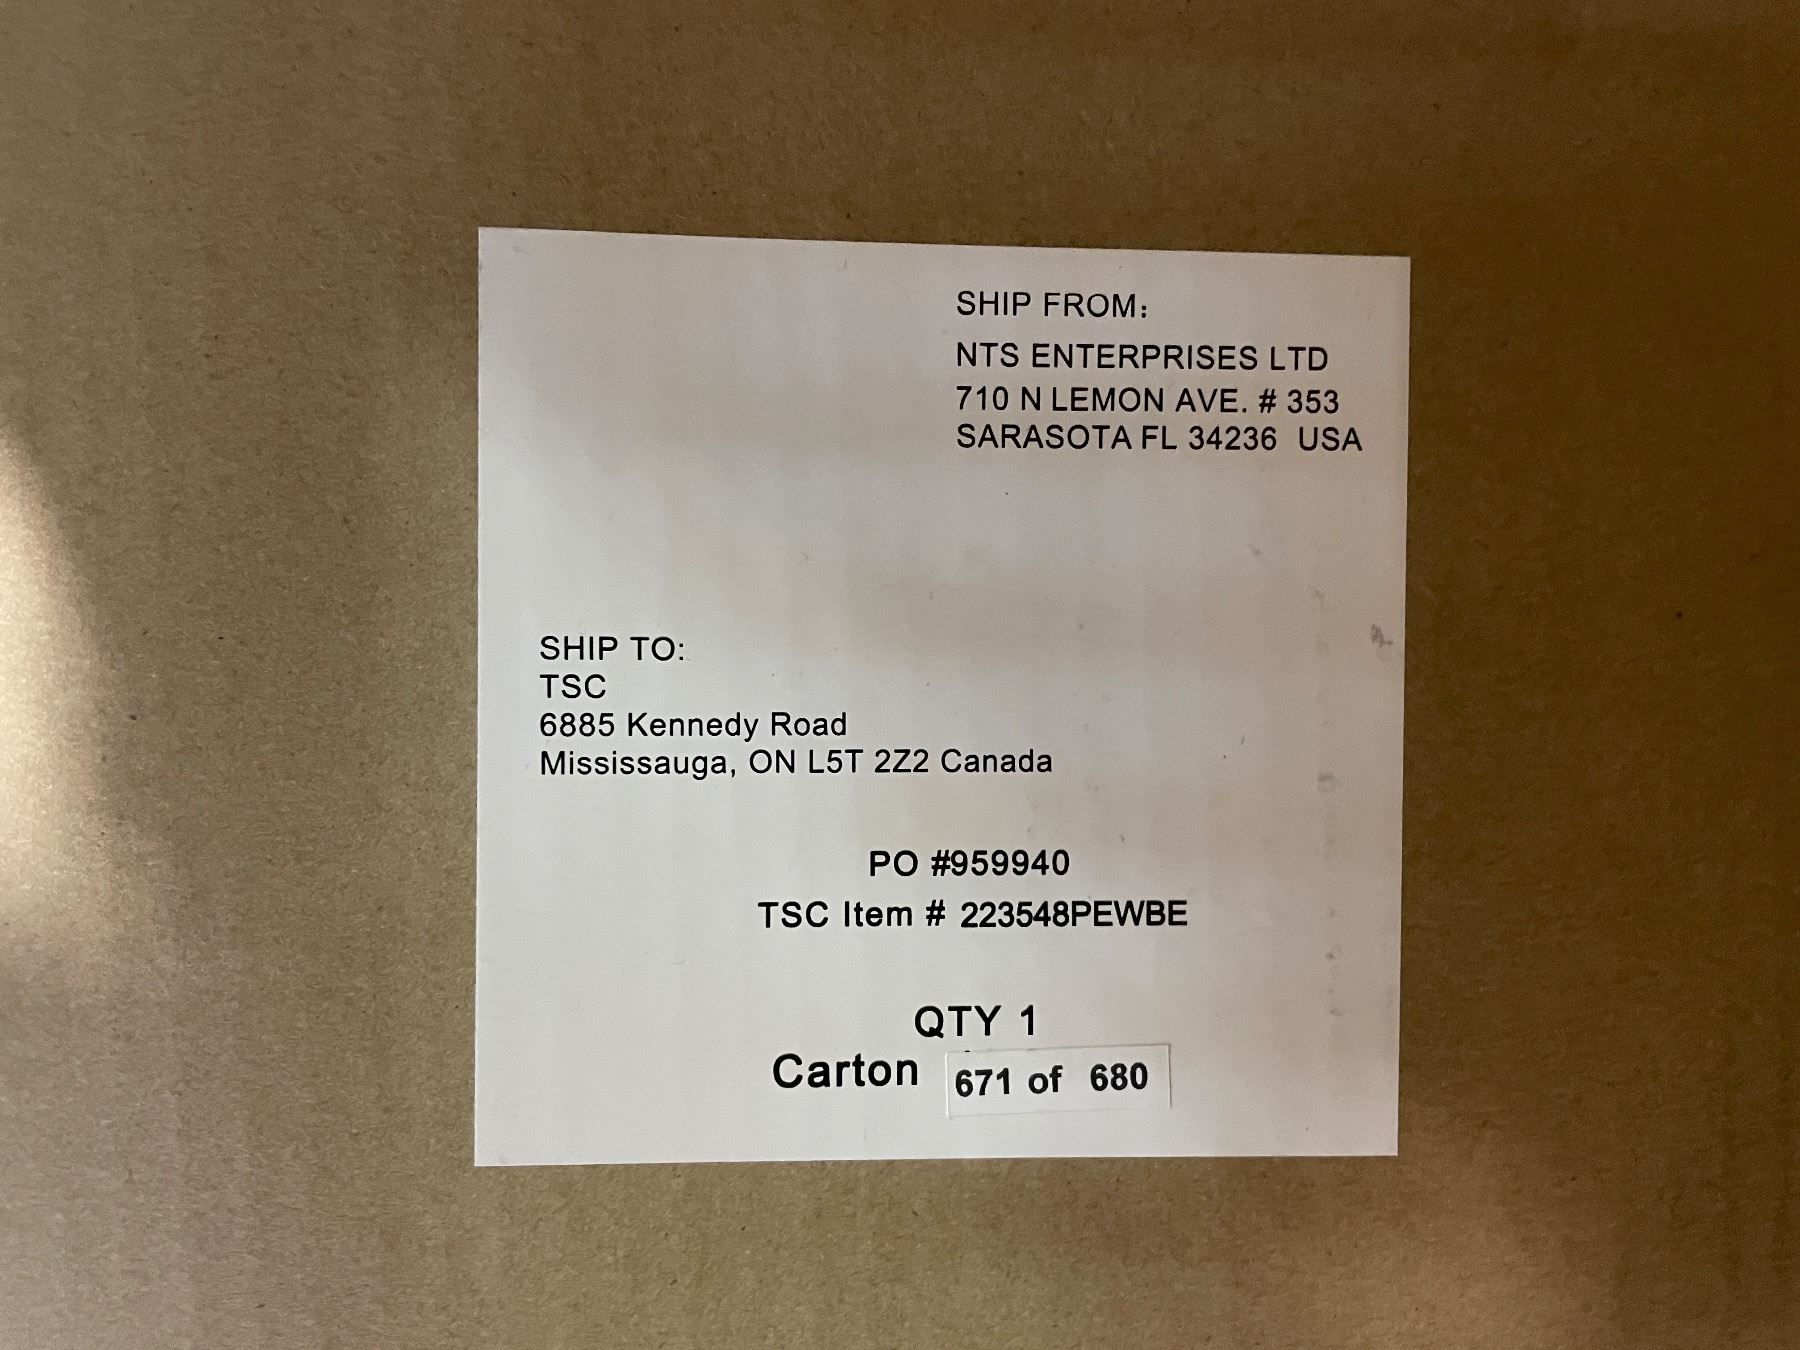 SHIP FROM:
NTS ENTERPRISES LTD
710 N LEMON AVE. # 353
SARASOTA FL 34236 USA
SHIP TO:
TSC
6885 Kennedy Road
Mississauga, ON L5T 2Z2 Canada
PO #959940
TSC Item # 223548PEWBE
QTY 1
Carton 671 of 680